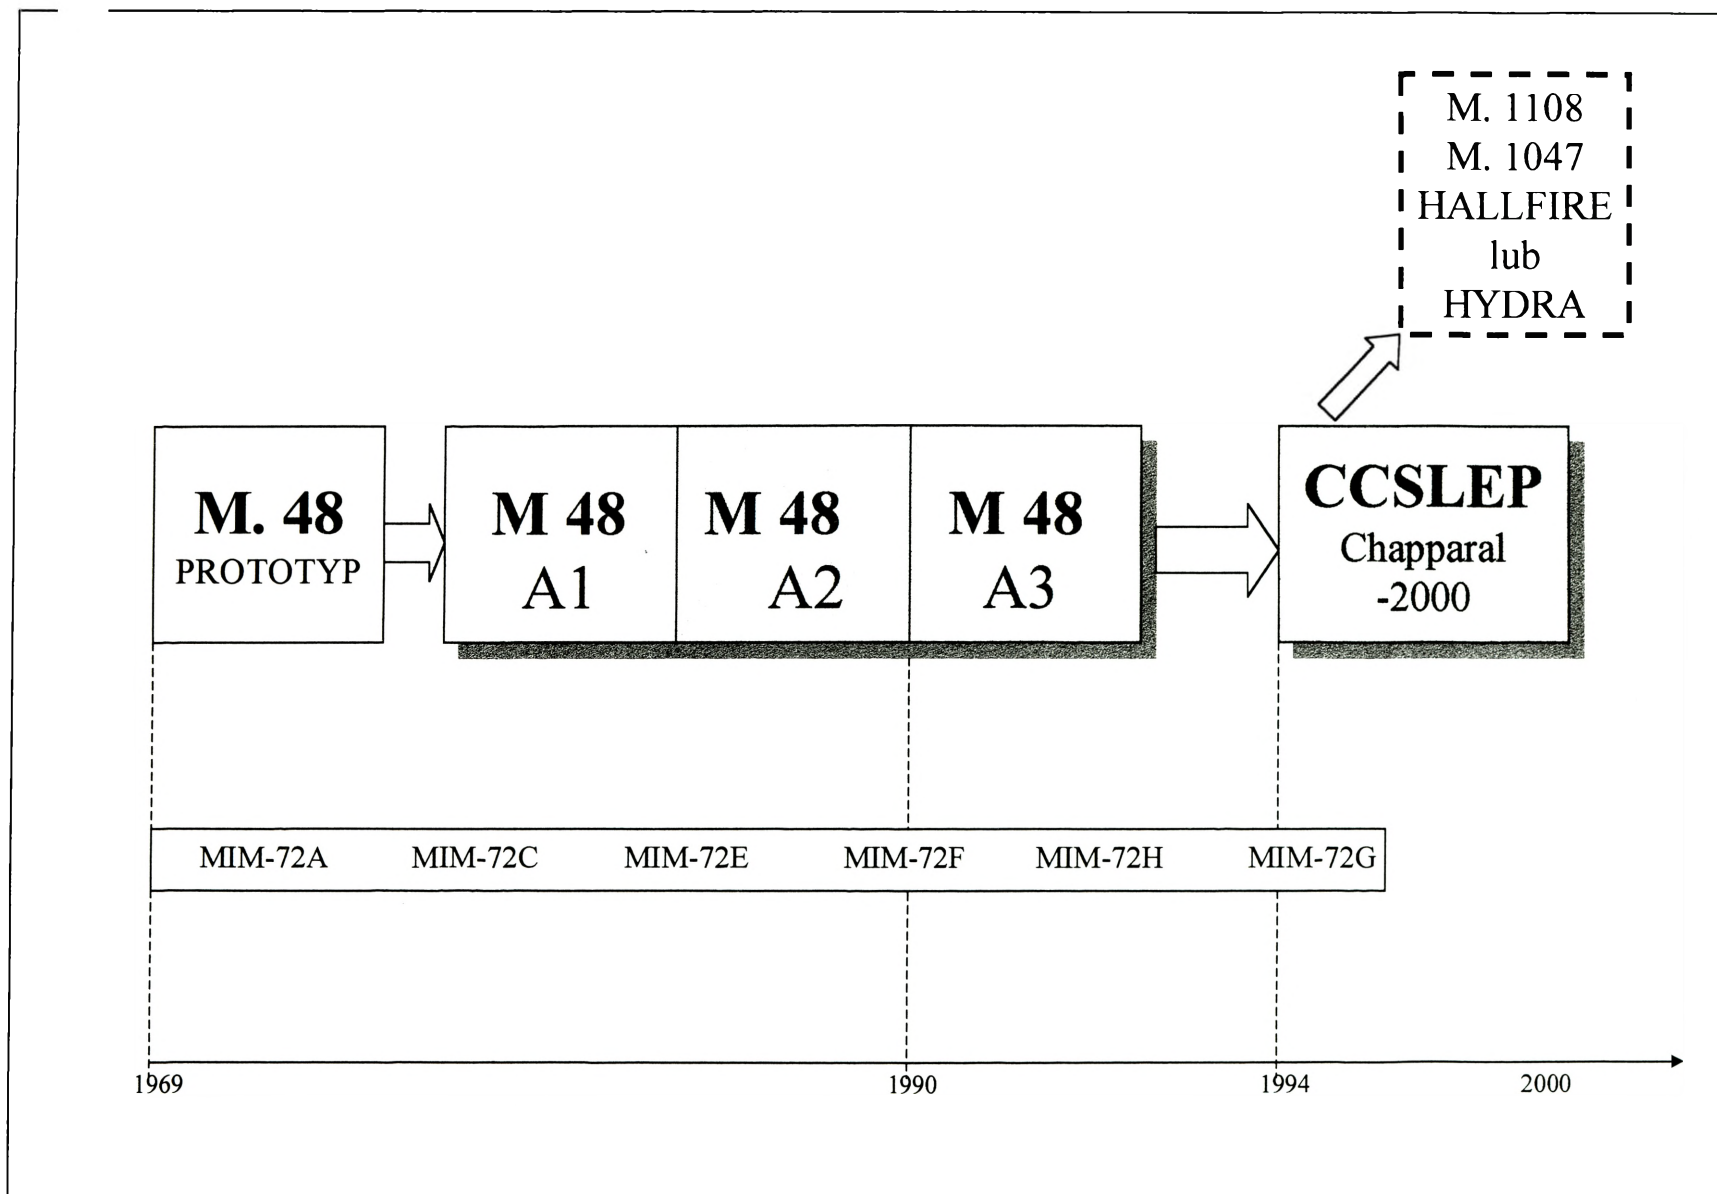 M. 1108
M. 1047
HALLFIRE
lub
HYDRA
M. 48
PROTOTYP
M 48
A1
M 48
A2
M 48
A3
CCSLEP
Chapparal
-2000
MIM-72A MIM-72C MIM-72E MIM-72F MIM-72H MIM-72G
1969 1990 1994 2000